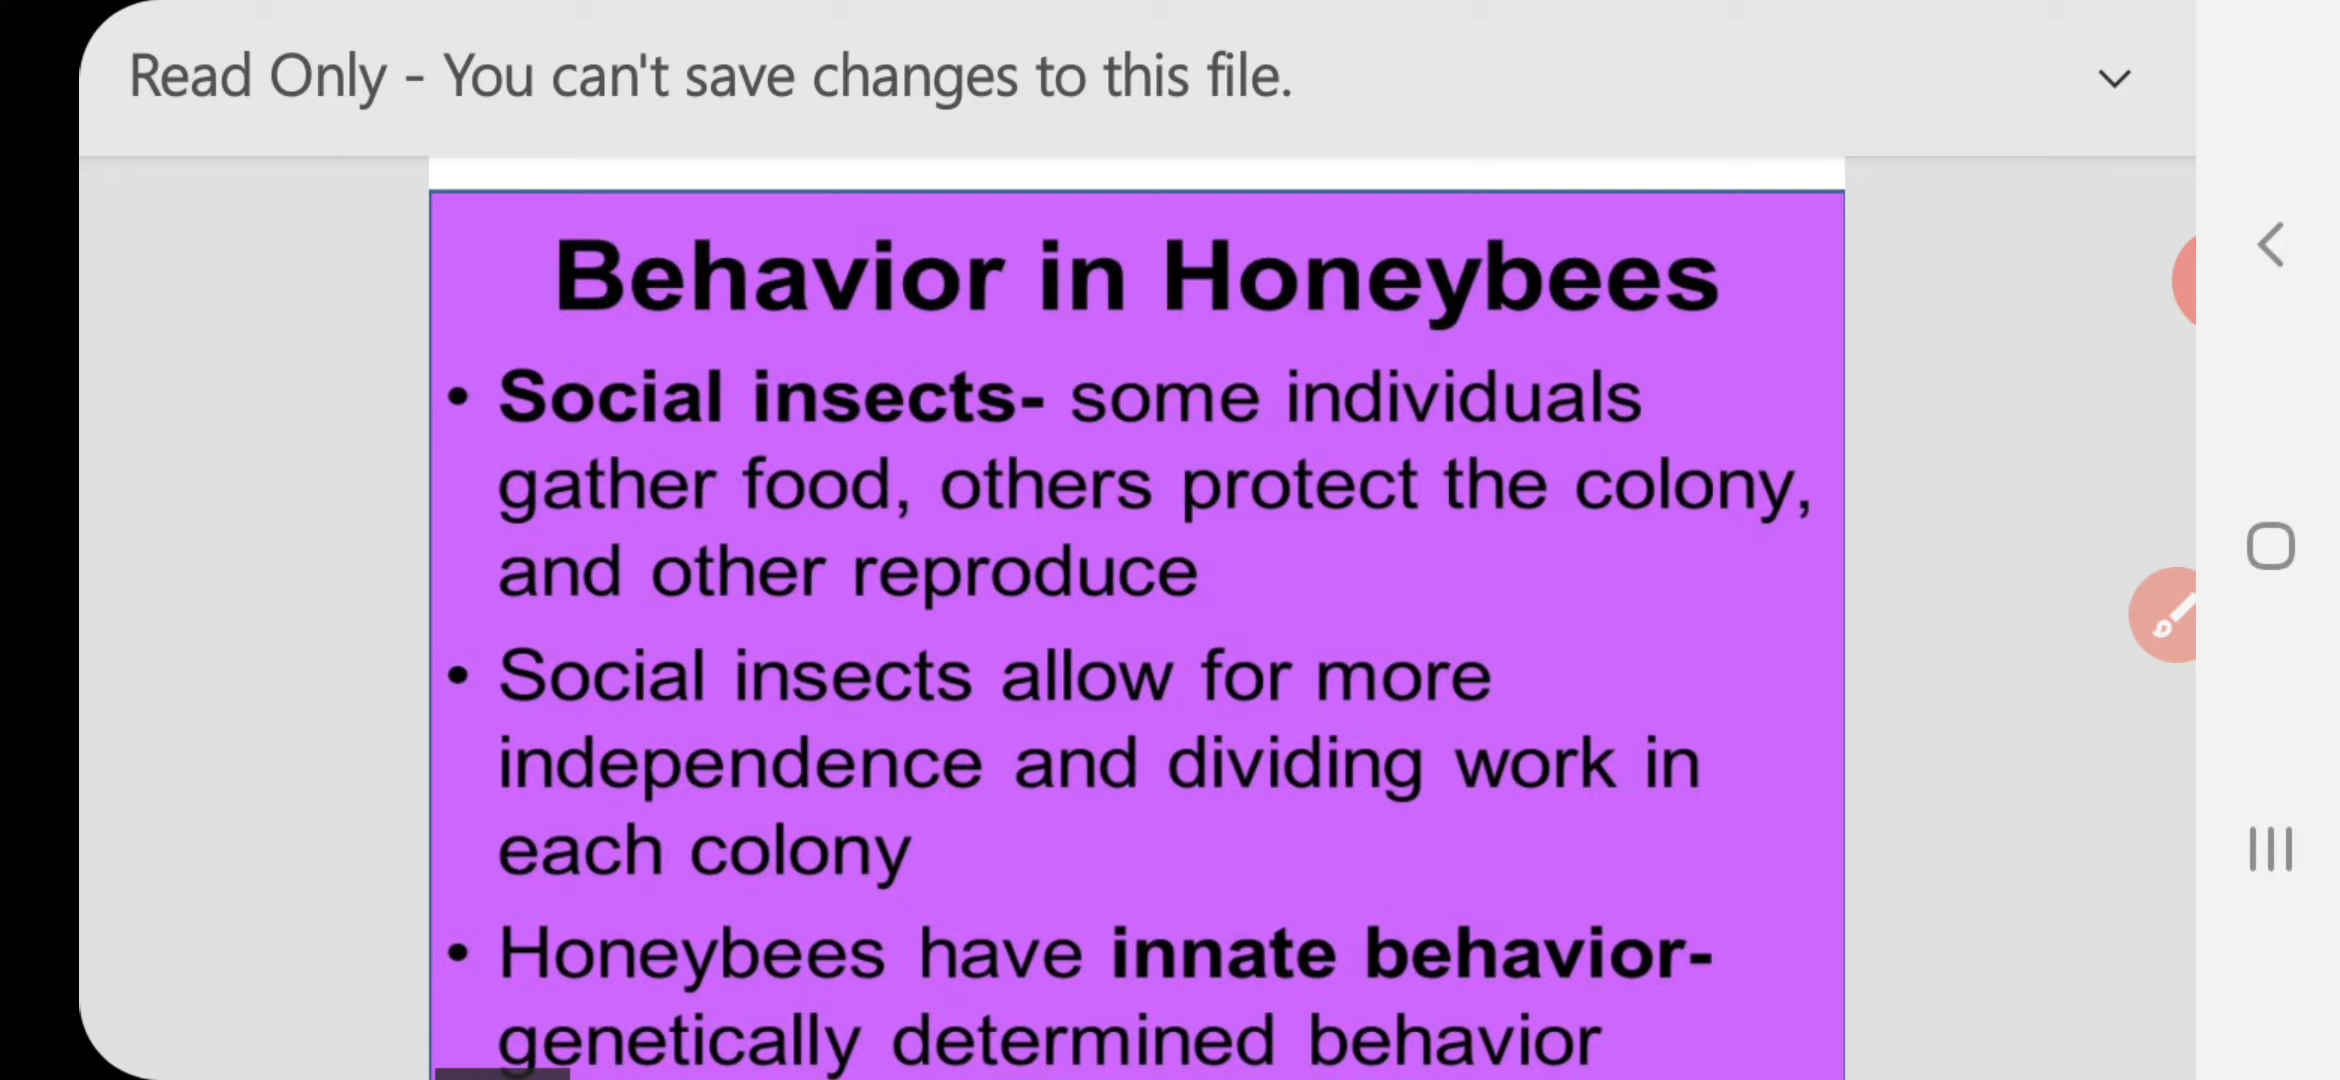 Read Only - You can't save changes to this file.
Behavior in Honeybees
• Social insects- some individuals
gather food, others protect the colony,
and other reproduce
• Social insects allow for more
independence and dividing work in
each colony
• Honeybees have innate behavior-
genetically determined behavior